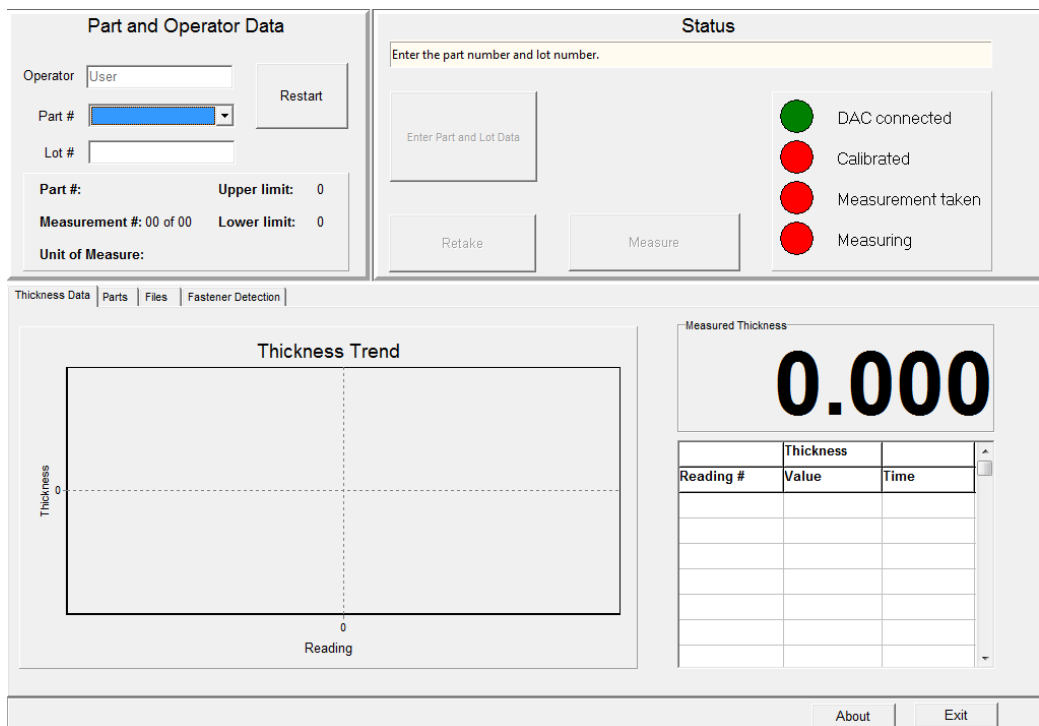 Part and Operator Data
Operator User
Part #
Lot #
Restart
Part #: Upper limit: 0
Measurement #: 00 of 00 Lower limit: 0
Unit of Measure:
Status
Enter the part number and lot number.
Enter Part and Lot Data
Retake Measure
DAC connected
Calibrated
Measurement taken
Measuring
Thickness Data Parts Files Fastener Detection
Thickness Trend
Thickness
0
0
Reading
Measured Thickness
0.000
Thickness
Reading # Value Time
About Exit